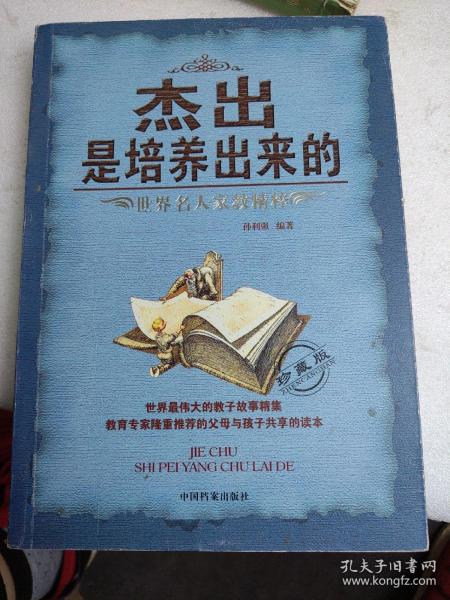 杰出
是培养出来的
世界名人家教精粹
孙利强 编著
珍藏版
ZHENCANGBAN
世界最伟大的教子故事精集
教育专家隆重推荐的父母与孩子共享的读本
JIE CHU
SHI PEI YANG CHU LAI DE
中国档案出版社
孔夫子旧书网
www.kongfz.com